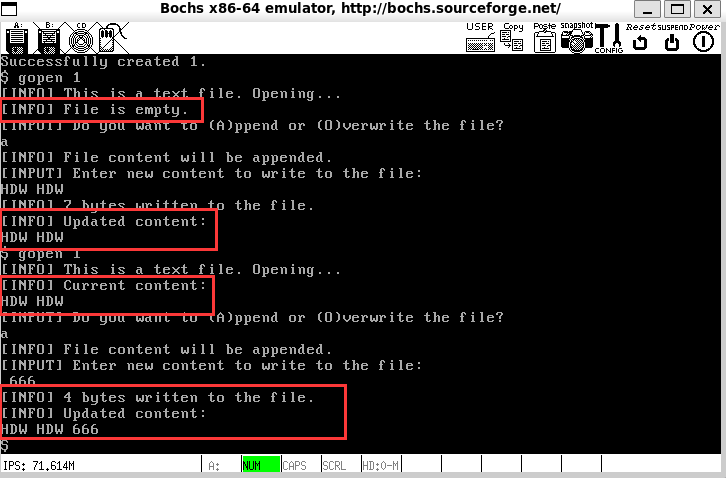 Bochs x86-64 emulator, http://bochs.sourceforge.net/
A: B: CD USER Copy Paste snapshot CONFIG Reset SUSPEND Power
Successfully created 1.
$ gopen 1
[INFO] This is a text file. Opening...
[INFO] File is empty.
[INPUT] Do you want to (A)ppend or (O)verwrite the file?
a
[INFO] File content will be appended.
[INPUT] Enter new content to write to the file:
HDW HDW
[INFO] 7 bytes written to the file.
[INFO] Updated content:
HDW HDW
$ gopen 1
[INFO] This is a text file. Opening...
[INFO] Current content:
HDW HDW
[INPUT] Do you want to (A)ppend or (O)verwrite the file?
a
[INFO] File content will be appended.
[INPUT] Enter new content to write to the file:
 666
[INFO] 4 bytes written to the file.
[INFO] Updated content:
HDW HDW 666
$
IPS: 71.614M A: NUM CAPS SCRL HD:0-M